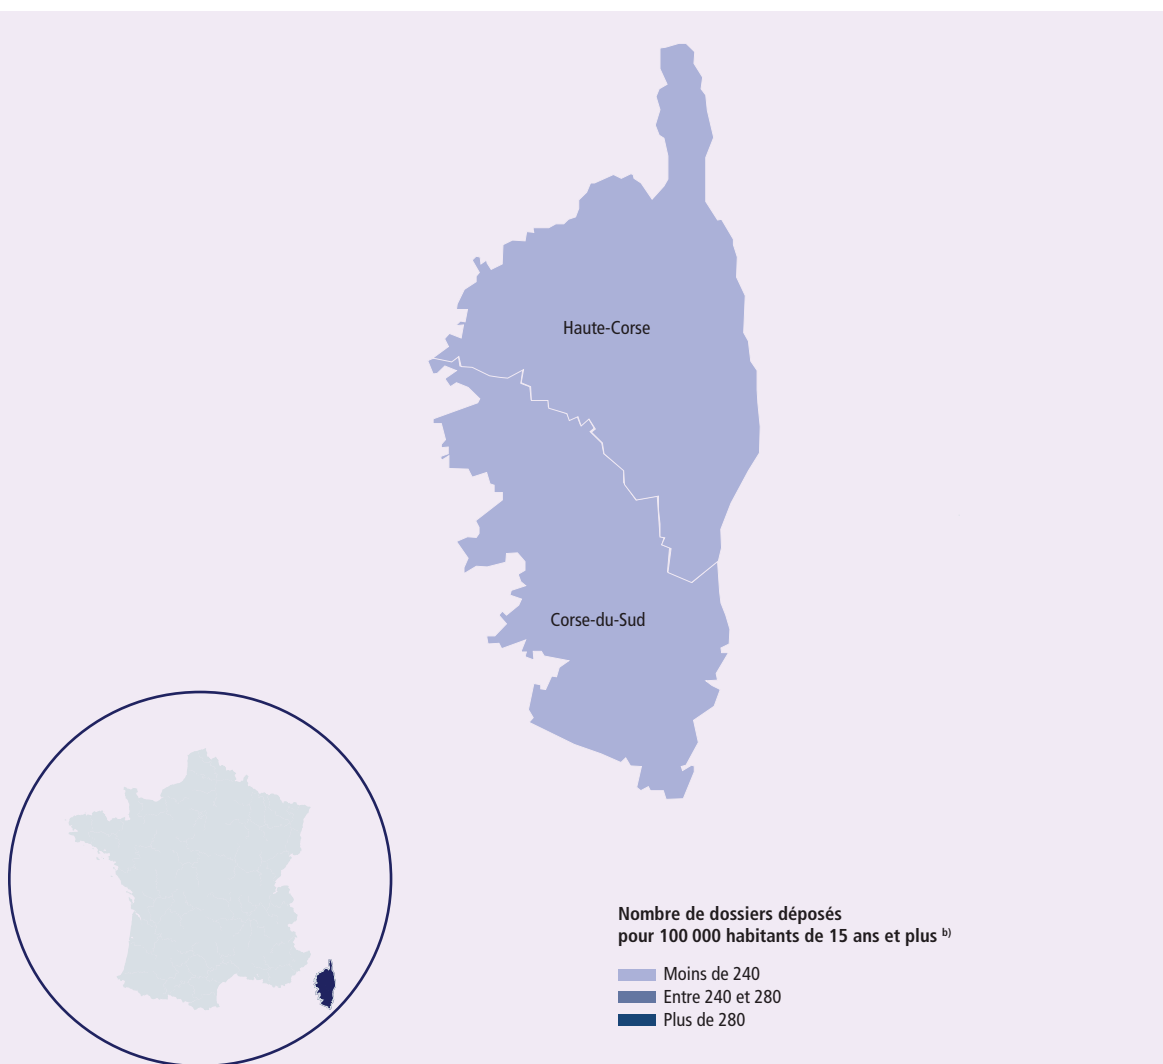 Haute-Corse
Corse-du-Sud
Nombre de dossiers déposés
pour 100 000 habitants de 15 ans et plus b)
Moins de 240
Entre 240 et 280
Plus de 280